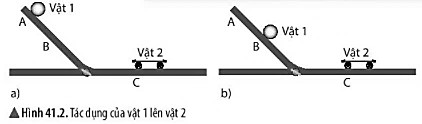 Vật 1
A
B
Vật 2
C
a)
Vật 1
A
B
Vật 2
C
b)
▲ Hình 41.2. Tác dụng của vật 1 lên vật 2